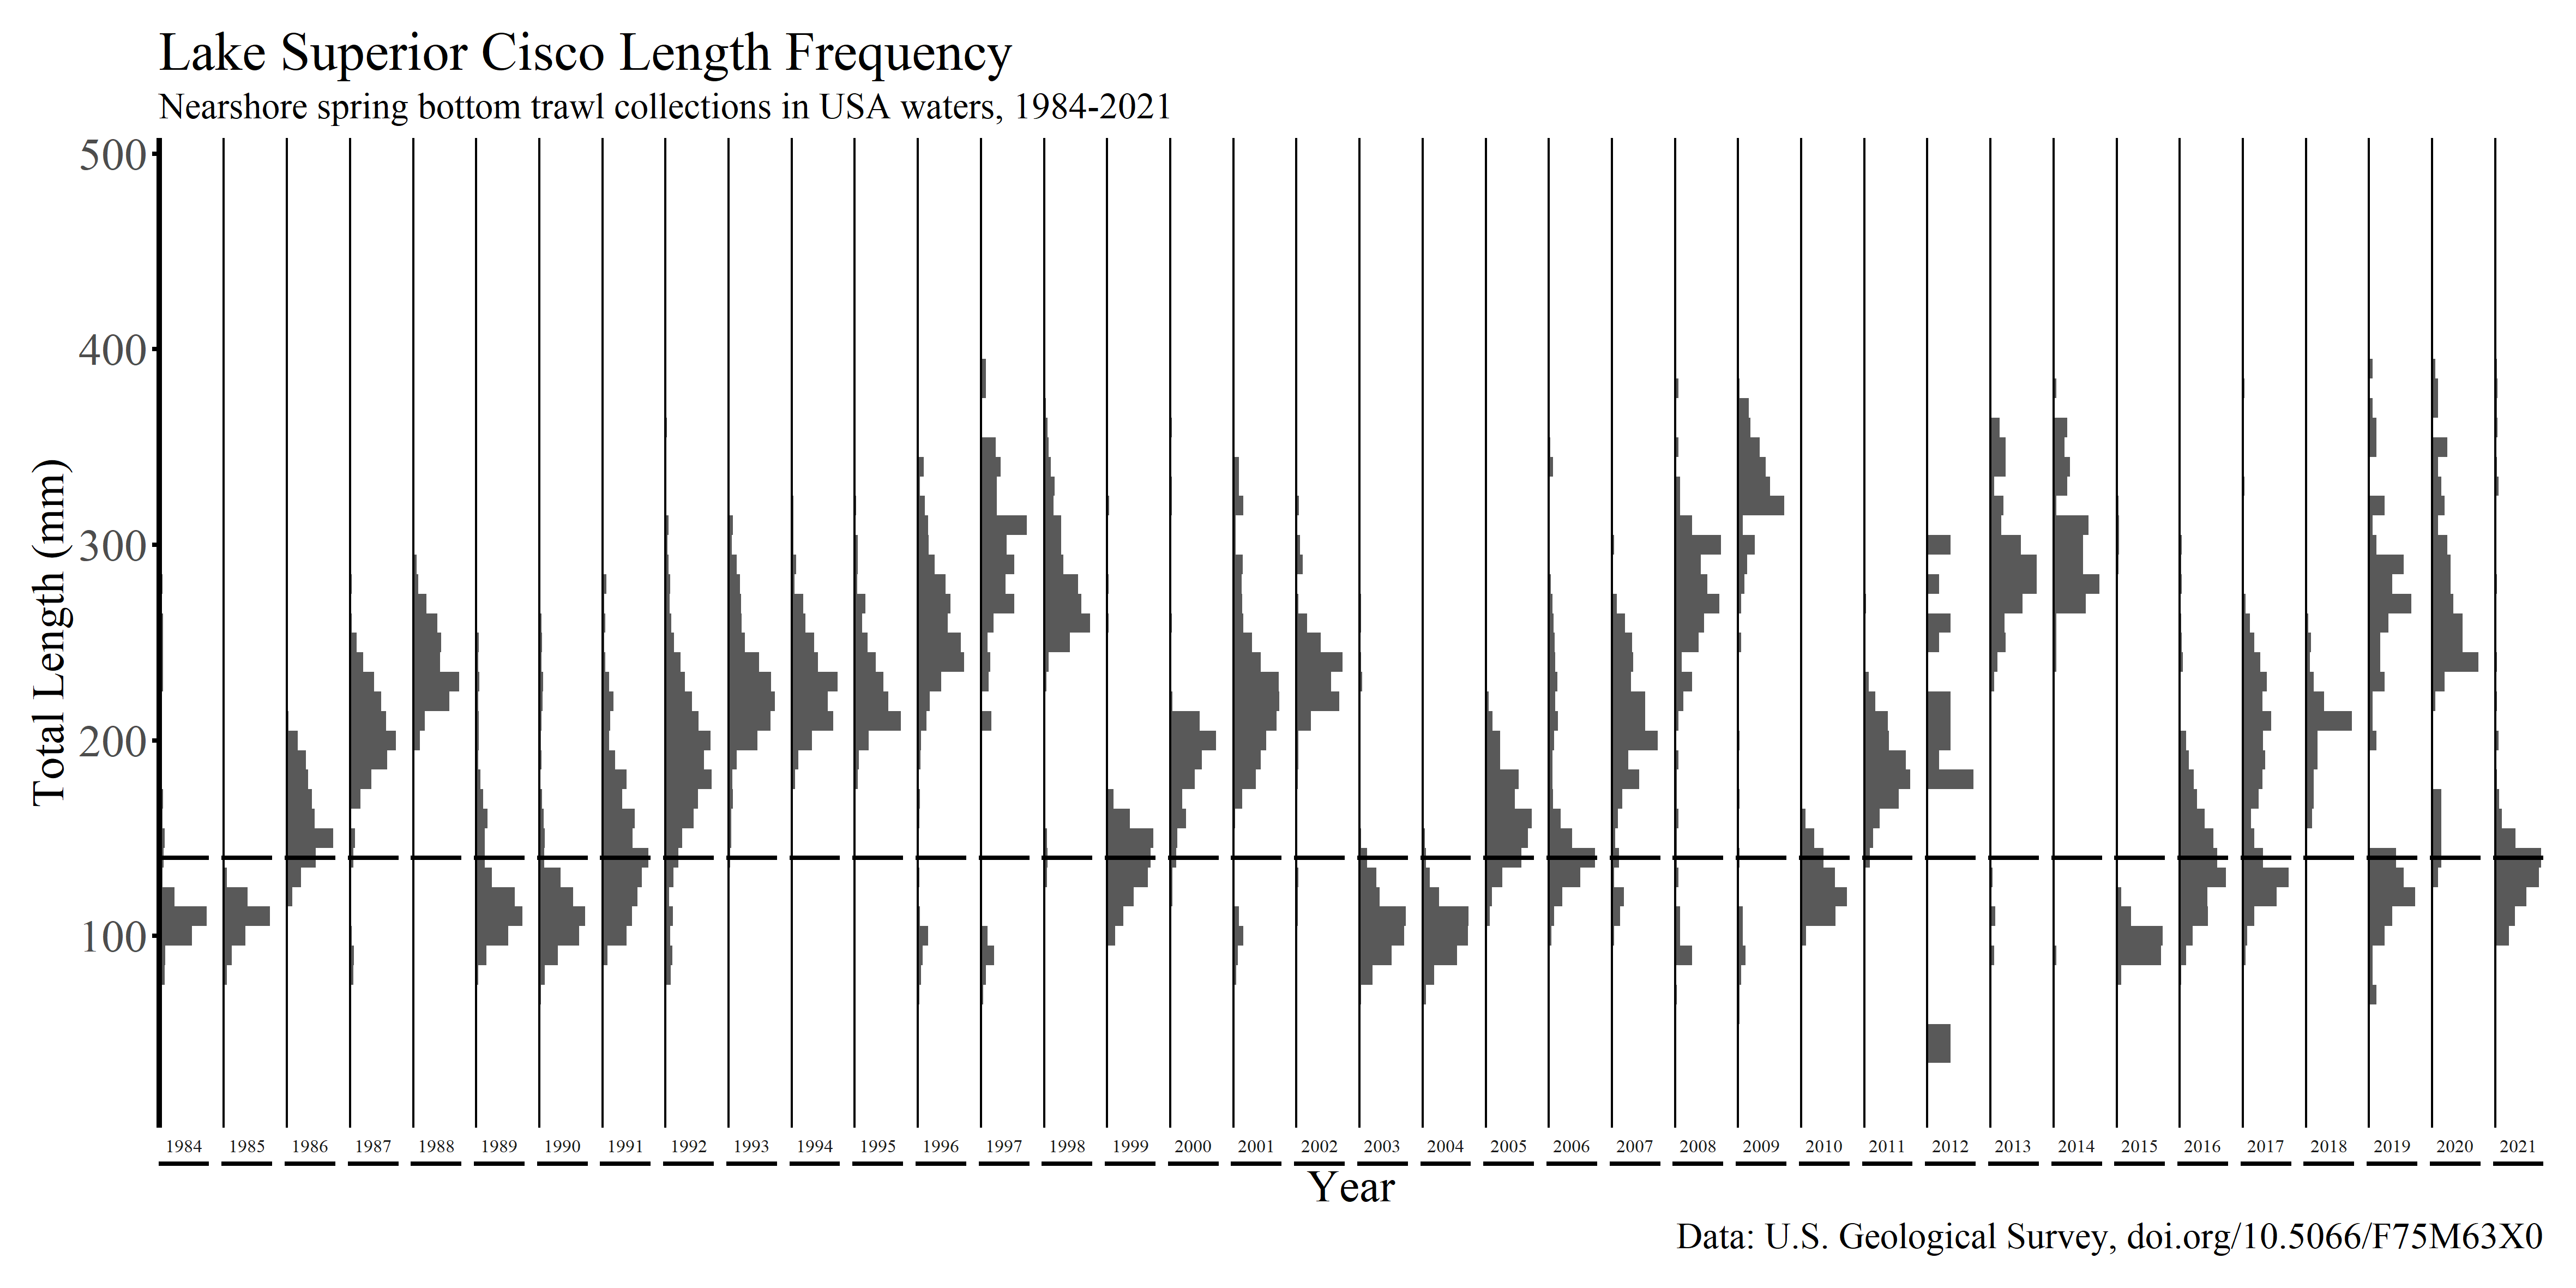 Lake Superior Cisco Length Frequency
Nearshore spring bottom trawl collections in USA waters, 1984-2021
Total Length (mm)
500
400
300
200
100
1984 1985 1986 1987 1988 1989 1990 1991 1992 1993 1994 1995 1996 1997 1998 1999 2000 2001 2002 2003 2004 2005 2006 2007 2008 2009 2010 2011 2012 2013 2014 2015 2016 2017 2018 2019 2020 2021
Year
Data: U.S. Geological Survey, doi.org/10.5066/F75M63X0